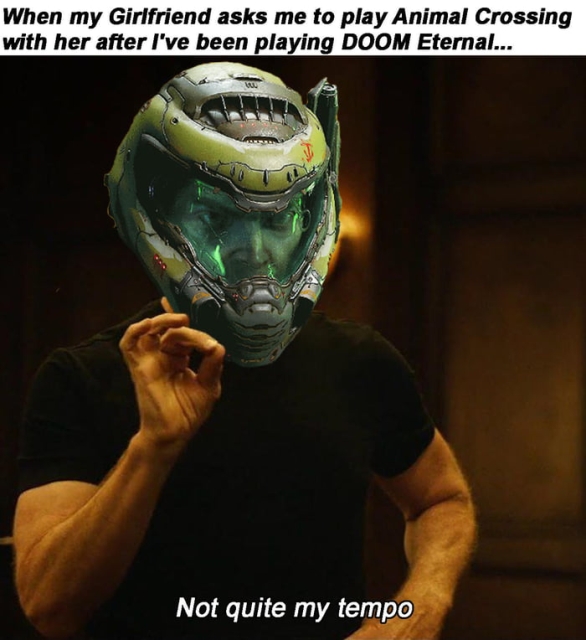 When my Girlfriend asks me to play Animal Crossing
with her after I've been playing DOOM Eternal...
Not quite my tempo